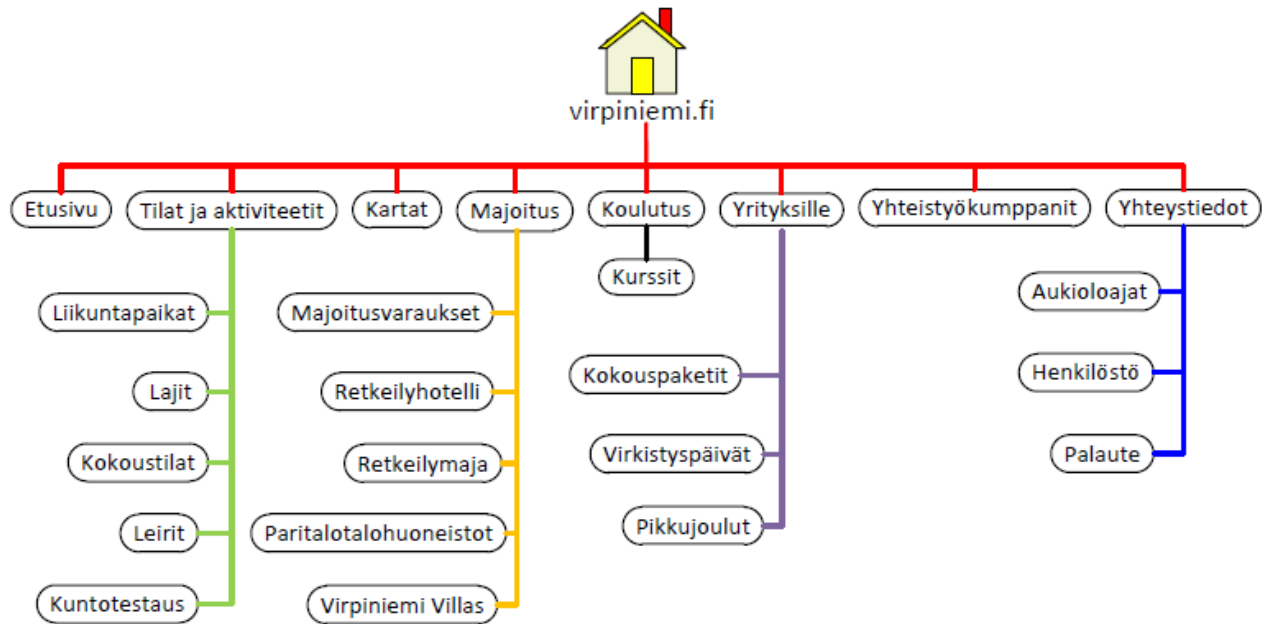 virpiniemi.fi
Etusivu
Tilat ja aktiviteetit
Kartat
Majoitus
Koulutus
Yrityksille
Yhteistyökumppanit
Yhteystiedot
Liikuntapaikat
Lajit
Kokoustilat
Leirit
Kuntotestaus
Majoitusvaraukset
Retkeilyhotelli
Retkeilymaja
Paritalotalohuoneistot
Virpiniemi Villas
Kurssit
Kokouspaketit
Virkistyspäivät
Pikkujoulut
Aukioloajat
Henkilöstö
Palaute